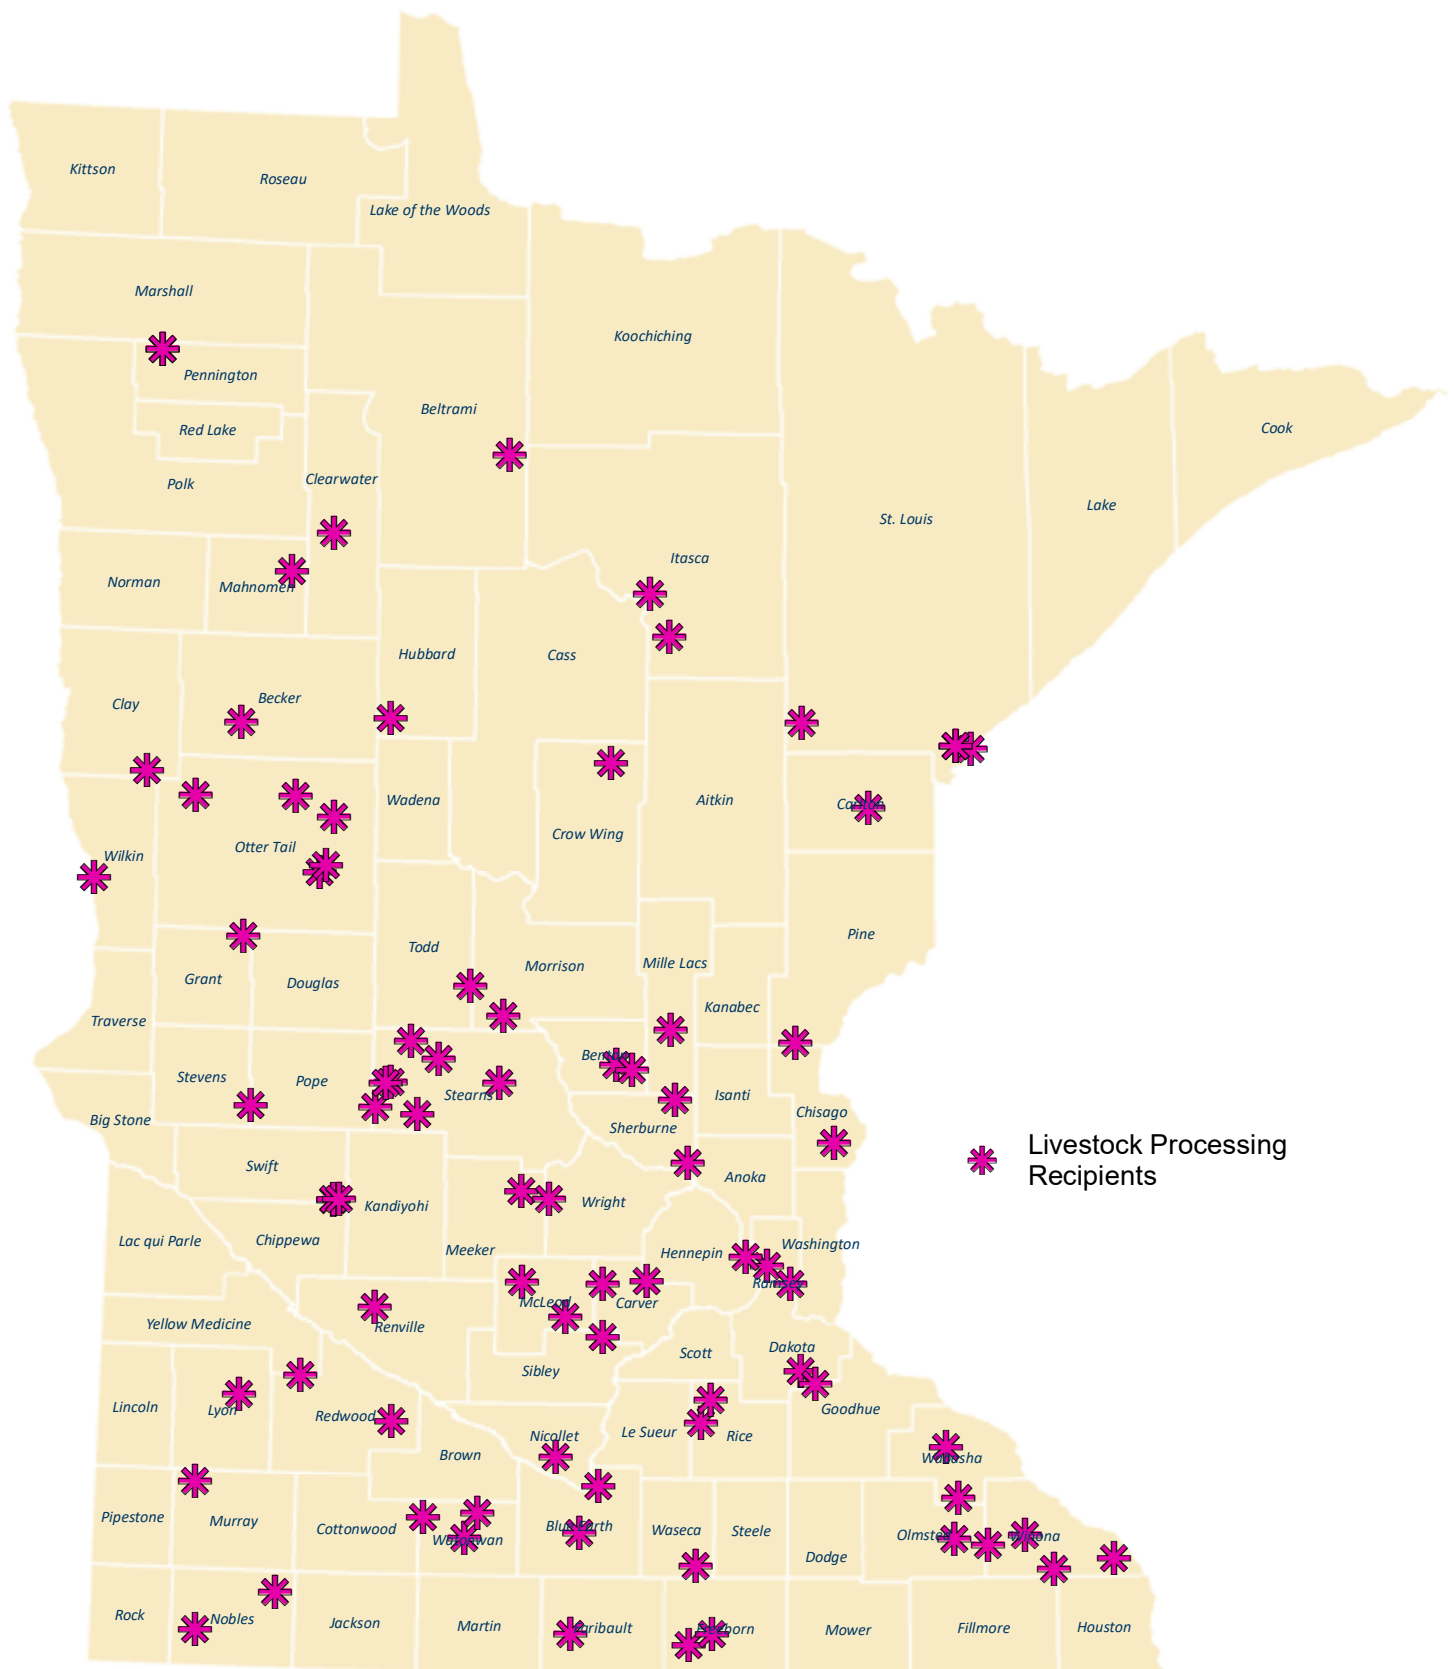 Kittson
Roseau
Lake of the Woods
Marshall
Koochiching
Pennington
Beltrami
Red Lake
Cook
Clearwater
Polk
Lake
St. Louis
Itasca
Norman
Mahnomen
Hubbard
Cass
Clay
Becker
Wadena
Aitkin
Carlton
Crow Wing
Otter Tail
Wilkin
Pine
Todd
Morrison
Mille Lacs
Grant
Douglas
Kanabec
Traverse
Benton
Stevens
Pope
Stearns
Isanti
Chisago
Big Stone
Sherburne
Livestock Processing
Recipients
Swift
Anoka
Kandiyohi
Wright
Lac qui Parle
Chippewa
Meeker
Hennepin
Washington
Ramsey
McLeod
Carver
Yellow Medicine
Renville
Scott
Dakota
Sibley
Lincoln
Lyon
Redwood
Goodhue
Le Sueur
Rice
Nicollet
Brown
Wabasha
Pipestone
Murray
Cottonwood
Watonwan
Blue Earth
Waseca
Steele
Olmsted
Winona
Dodge
Rock
Nobles
Jackson
Martin
Faribault
Freeborn
Mower
Fillmore
Houston